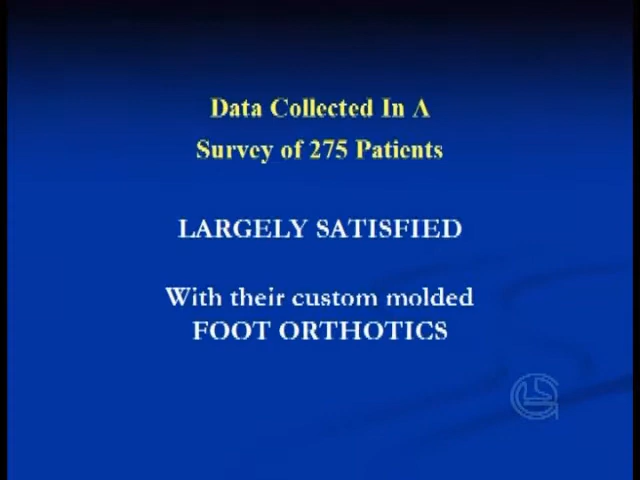 Data Collected In A
Survey of 275 Patients
LARGELY SATISFIED
With their custom molded
FOOT ORTHOTICS